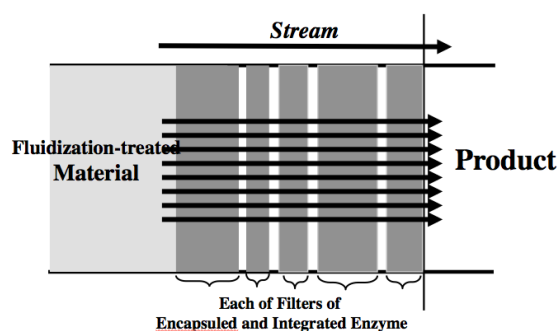 Stream
Fluidization-treated
Material
Product
Each of Filters of
Encapsuled and Integrated Enzyme